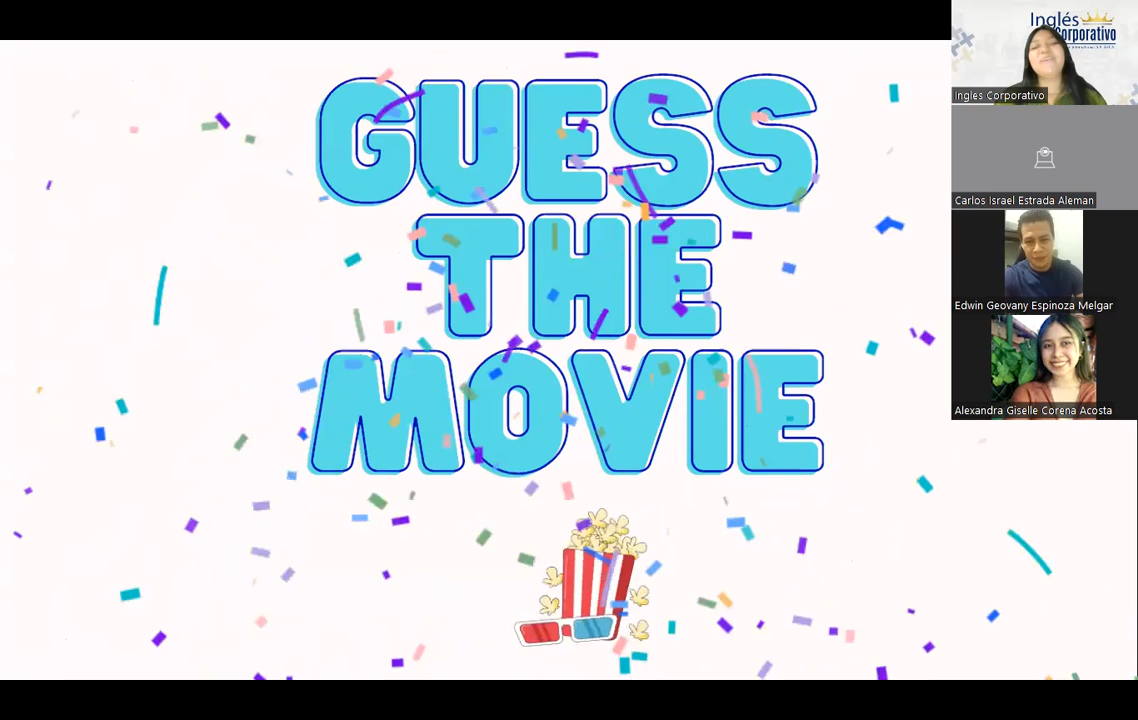 GUESS
THE
MOVIE
Inglés
Corporativo
Ingles Corporativo
Carlos Israel Estrada Aleman
Edwin Geovany Espinoza Melgar
Alexandra Giselle Corena Acosta